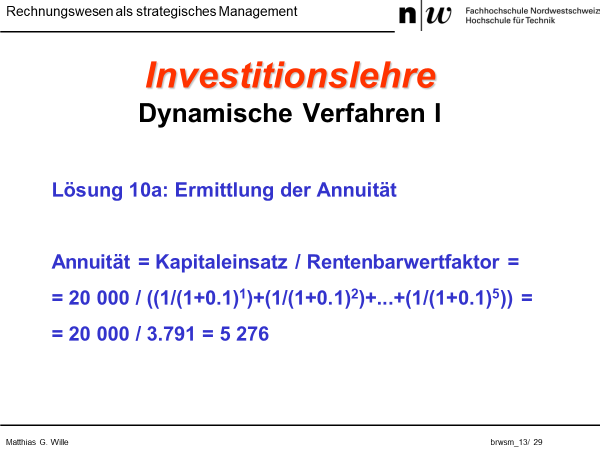 Rechnungswesen als strategisches Management
n|w Fachhochschule Nordwestschweiz
Hochschule für Technik
Investitionslehre
Dynamische Verfahren I
Lösung 10a: Ermittlung der Annuität
Annuität = Kapitaleinsatz / Rentenbarwertfaktor =
= 20 000 / ((1/(1+0.1)¹)+(1/(1+0.1)²)+...+(1/(1+0.1)⁵)) =
= 20 000 / 3.791 = 5 276
Matthias G. Wille brwsm_13/ 29